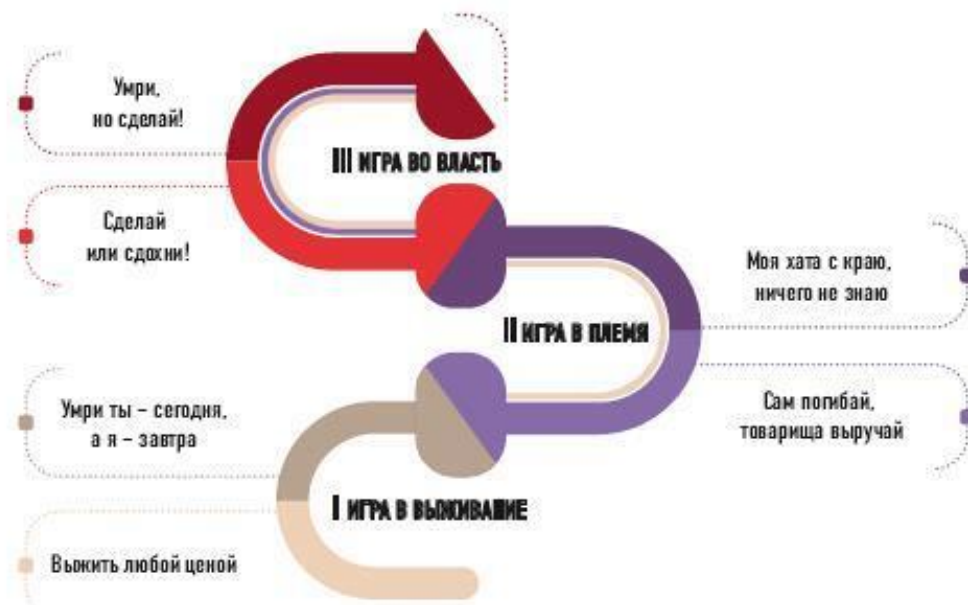 Умри,
но сделай!
III ИГРА ВО ВЛАСТЬ
Сделай
или сдохни!
Моя хата с краю,
ничего не знаю
II ИГРА В ПЛЕМЯ
Сам погибай,
товарища выручай
Умри ты – сегодня,
а я – завтра
I ИГРА В ВЫЖИВАНИЕ
Выжить любой ценой